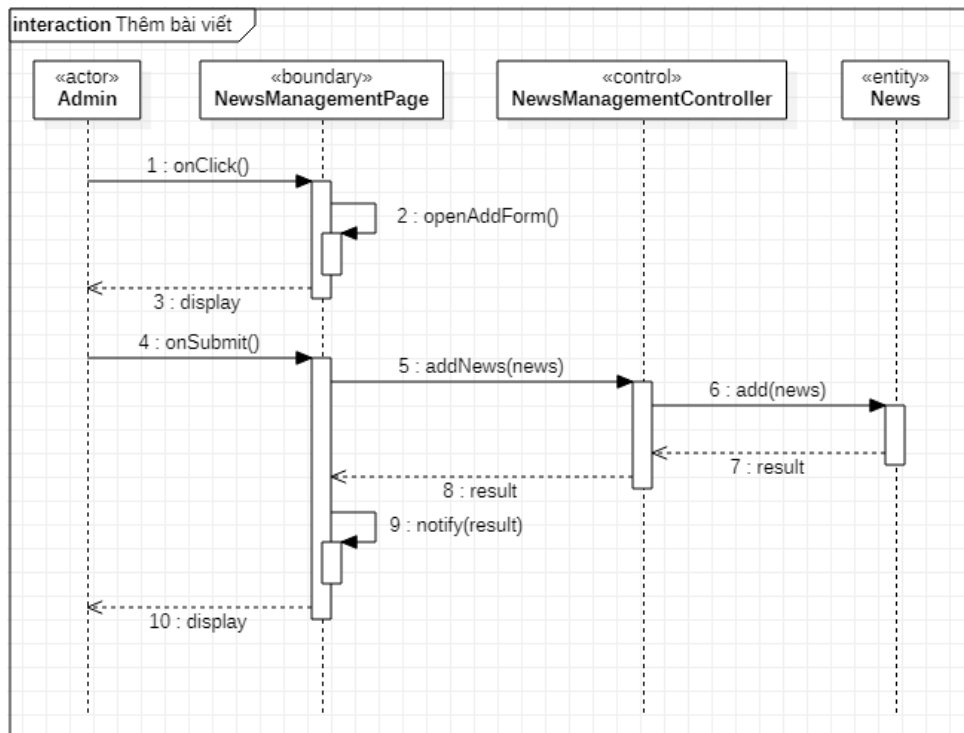 interaction Thêm bài viết
«actor»
Admin
«boundary»
NewsManagementPage
«control»
NewsManagementController
«entity»
News
1 : onClick()
2 : openAddForm()
3 : display
4 : onSubmit()
5 : addNews(news)
6 : add(news)
7 : result
8 : result
9 : notify(result)
10 : display